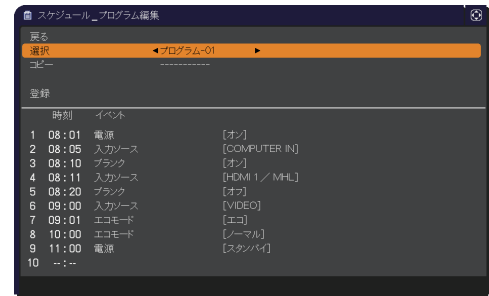 スケジュール_プログラム編集
戻る
選択 ◀プログラム-01 ▶
コピー -----------
登録
時刻 イベント
1 08:01 電源 [オン]
2 08:05 入力ソース [COMPUTER IN]
3 08:10 ブランク [オン]
4 08:11 入力ソース [HDMI 1／MHL]
5 08:20 ブランク [オフ]
6 09:00 入力ソース [VIDEO]
7 09:01 エコモード [エコ]
8 10:00 エコモード [ノーマル]
9 11:00 電源 [スタンバイ]
10 --:--